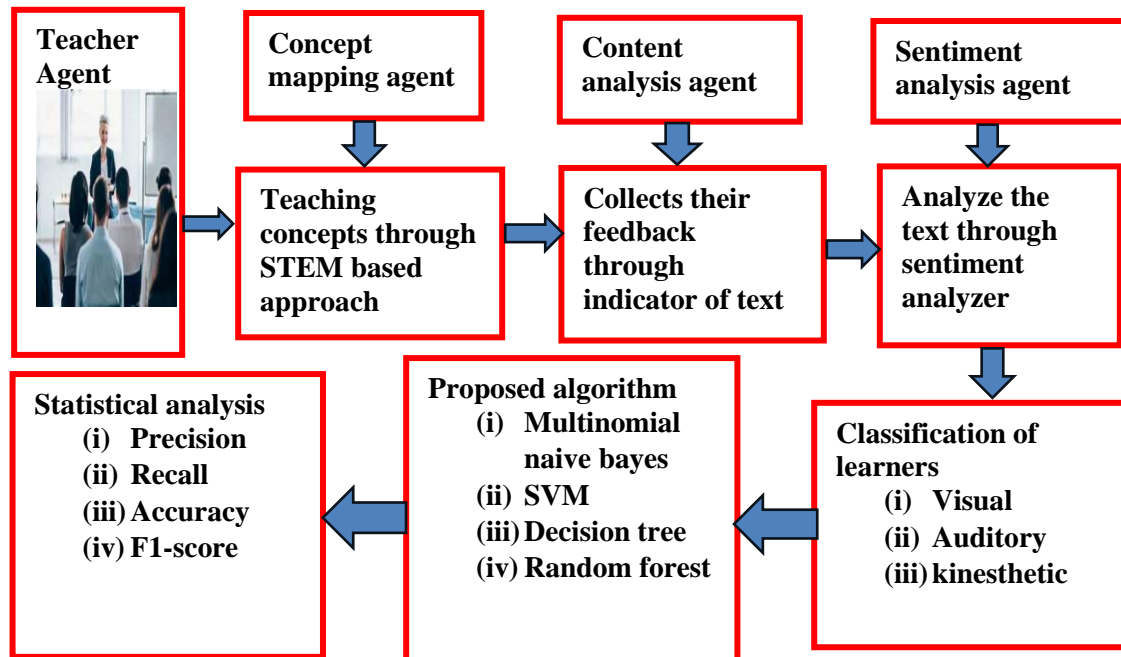 Teacher
Agent
Concept
mapping agent
Content
analysis agent
Sentiment
analysis agent
Teaching
concepts through
STEM based
approach
Collects their
feedback
through
indicator of text
Analyze the
text through
sentiment
analyzer
Statistical analysis
(i) Precision
(ii) Recall
(iii) Accuracy
(iv) F1-score
Proposed algorithm
(i) Multinomial
naive bayes
(ii) SVM
(iii) Decision tree
(iv) Random forest
Classification of
learners
(i) Visual
(ii) Auditory
(iii) kinesthetic